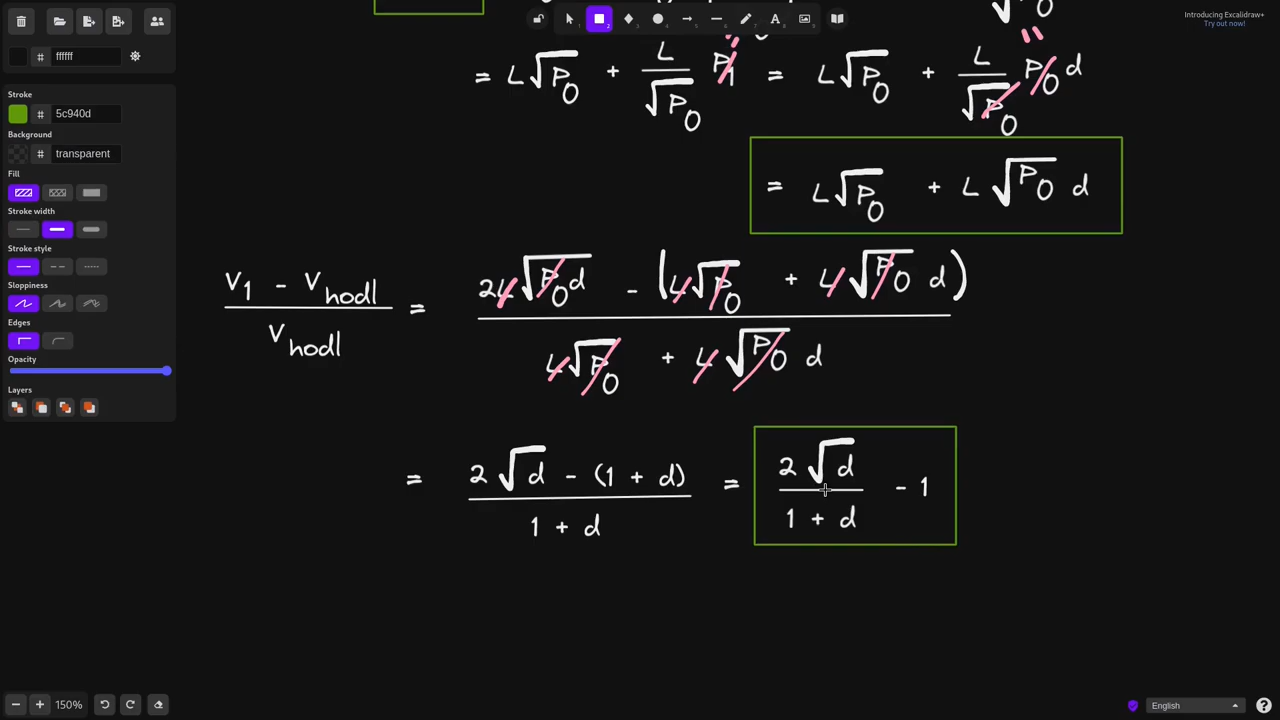 Introducing Excalidraw+
Try out now!
# ffffff
Stroke
# 5c940d
Background
# transparent
Fill
Stroke width
Stroke style
Sloppiness
Edges
Opacity
Layers
= L√P0 + L/√P0 P1 = L√P0 + L/√P0 P0 d
= L√P0 + L√P0 d
(V1 - Vhodl)/Vhodl = (2L√P0d - (L√P0 + L√P0 d))/(L√P0 + L√P0 d)
= (2√d - (1 + d))/(1 + d) = 2√d/(1 + d) - 1
150%
English